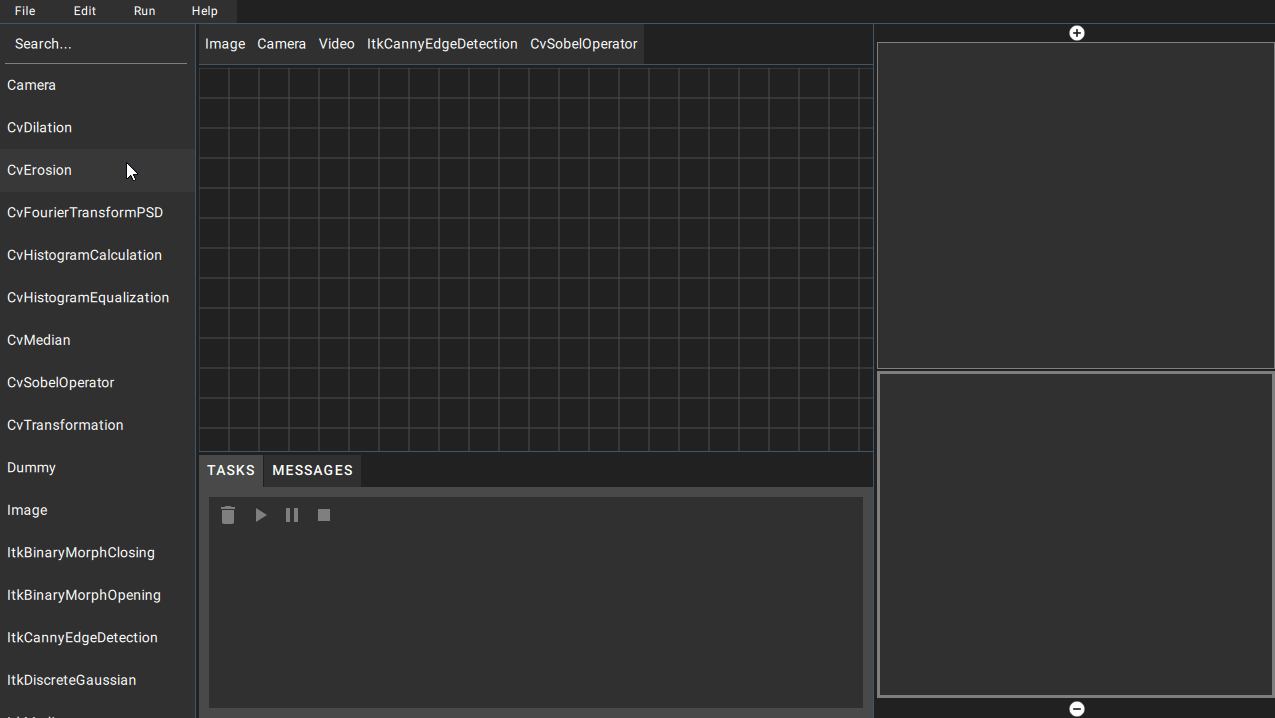 File Edit Run Help
Search...
Camera
CvDilation
CvErosion
CvFourierTransformPSD
CvHistogramCalculation
CvHistogramEqualization
CvMedian
CvSobelOperator
CvTransformation
Dummy
Image
ItkBinaryMorphClosing
ItkBinaryMorphOpening
ItkCannyEdgeDetection
ItkDiscreteGaussian
Image Camera Video ItkCannyEdgeDetection CvSobelOperator
TASKS MESSAGES